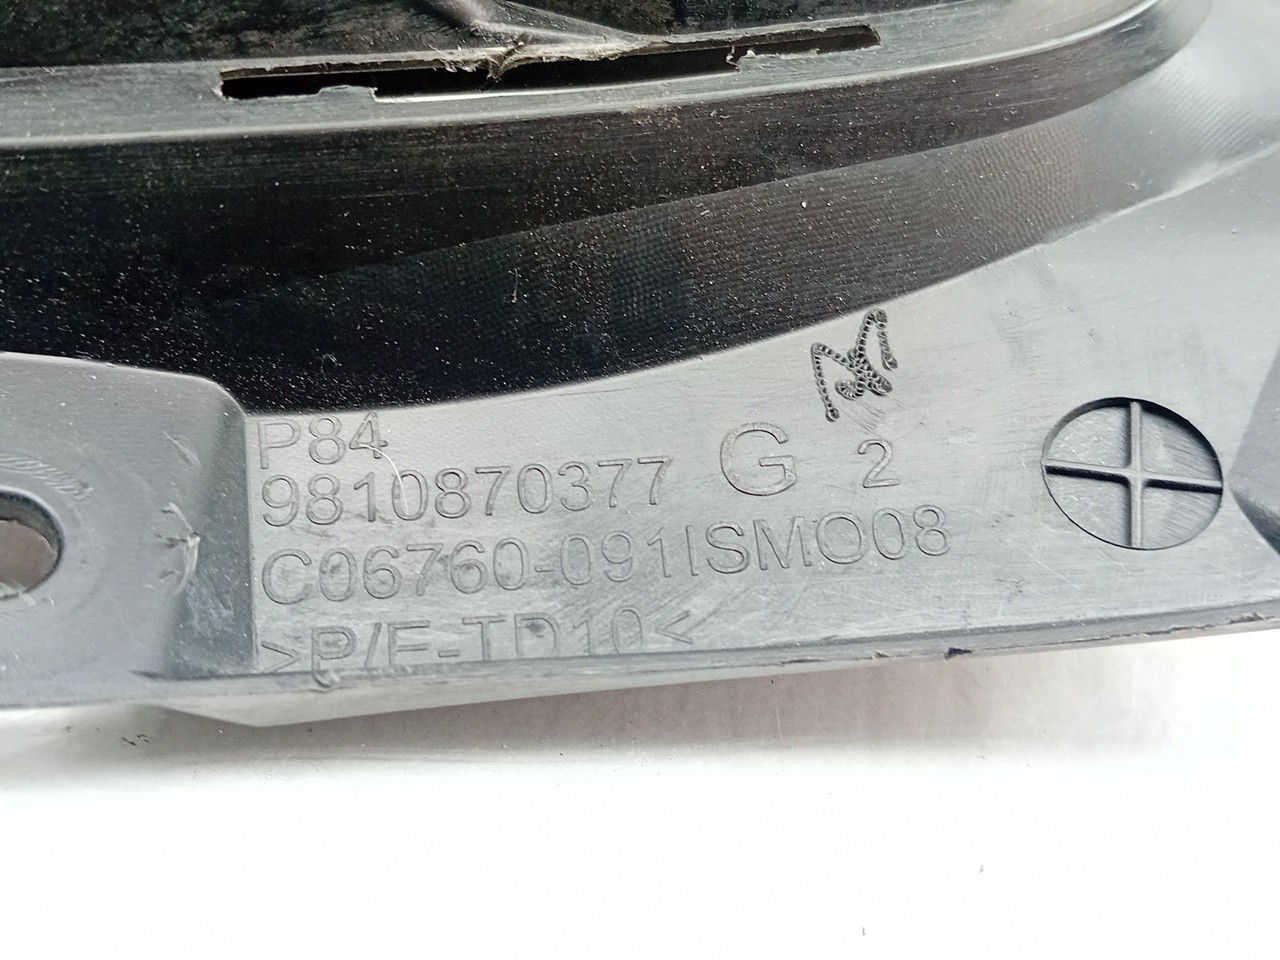 P84
9810870377 G 2
C06760-091ISMO08
>P/E-TD10<